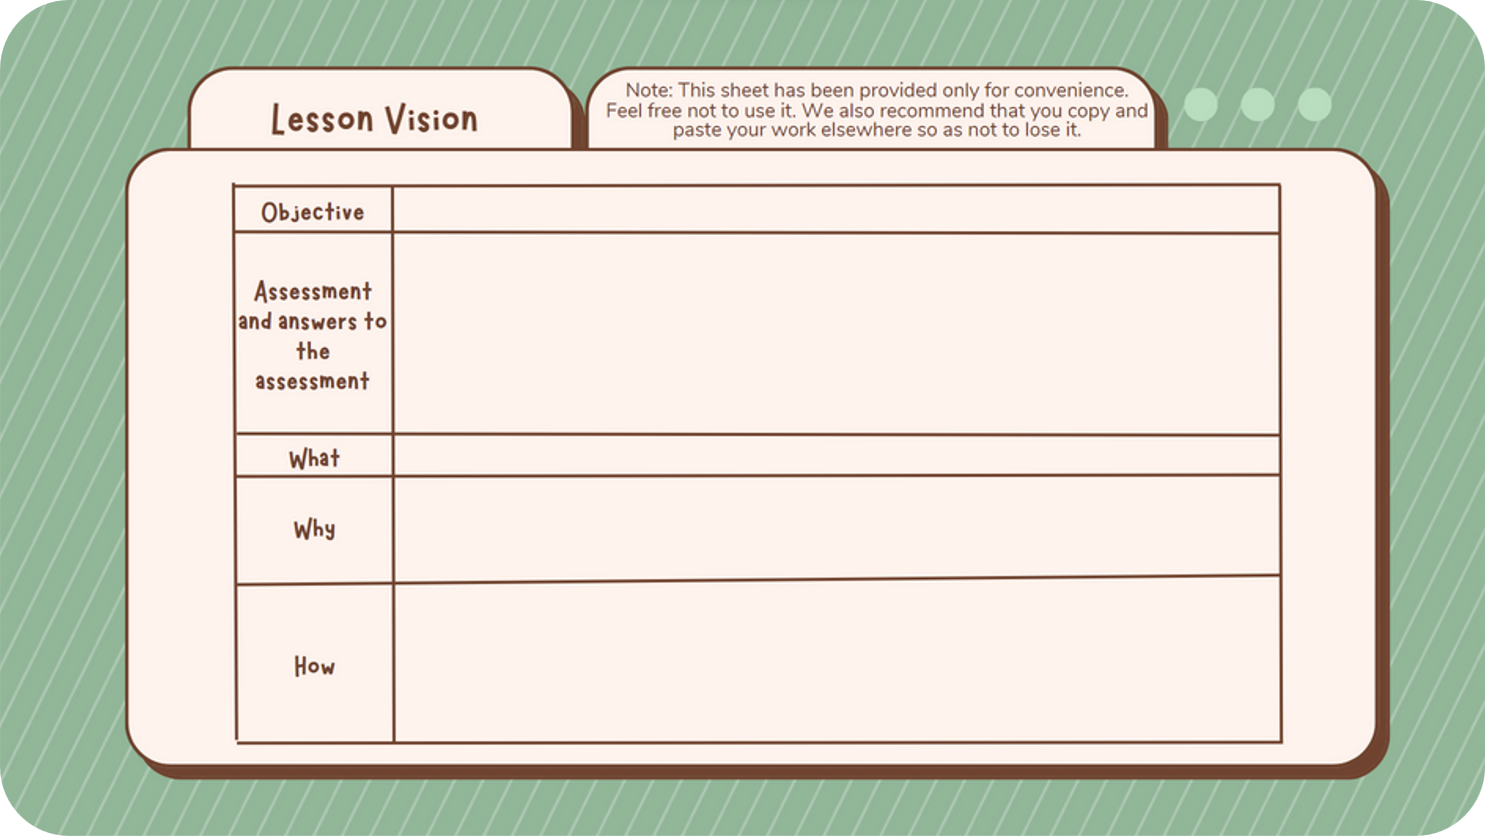 Lesson Vision
Note: This sheet has been provided only for convenience.
Feel free not to use it. We also recommend that you copy and
paste your work elsewhere so as not to lose it.
Objective
Assessment
and answers to
the
assessment
What
Why
How